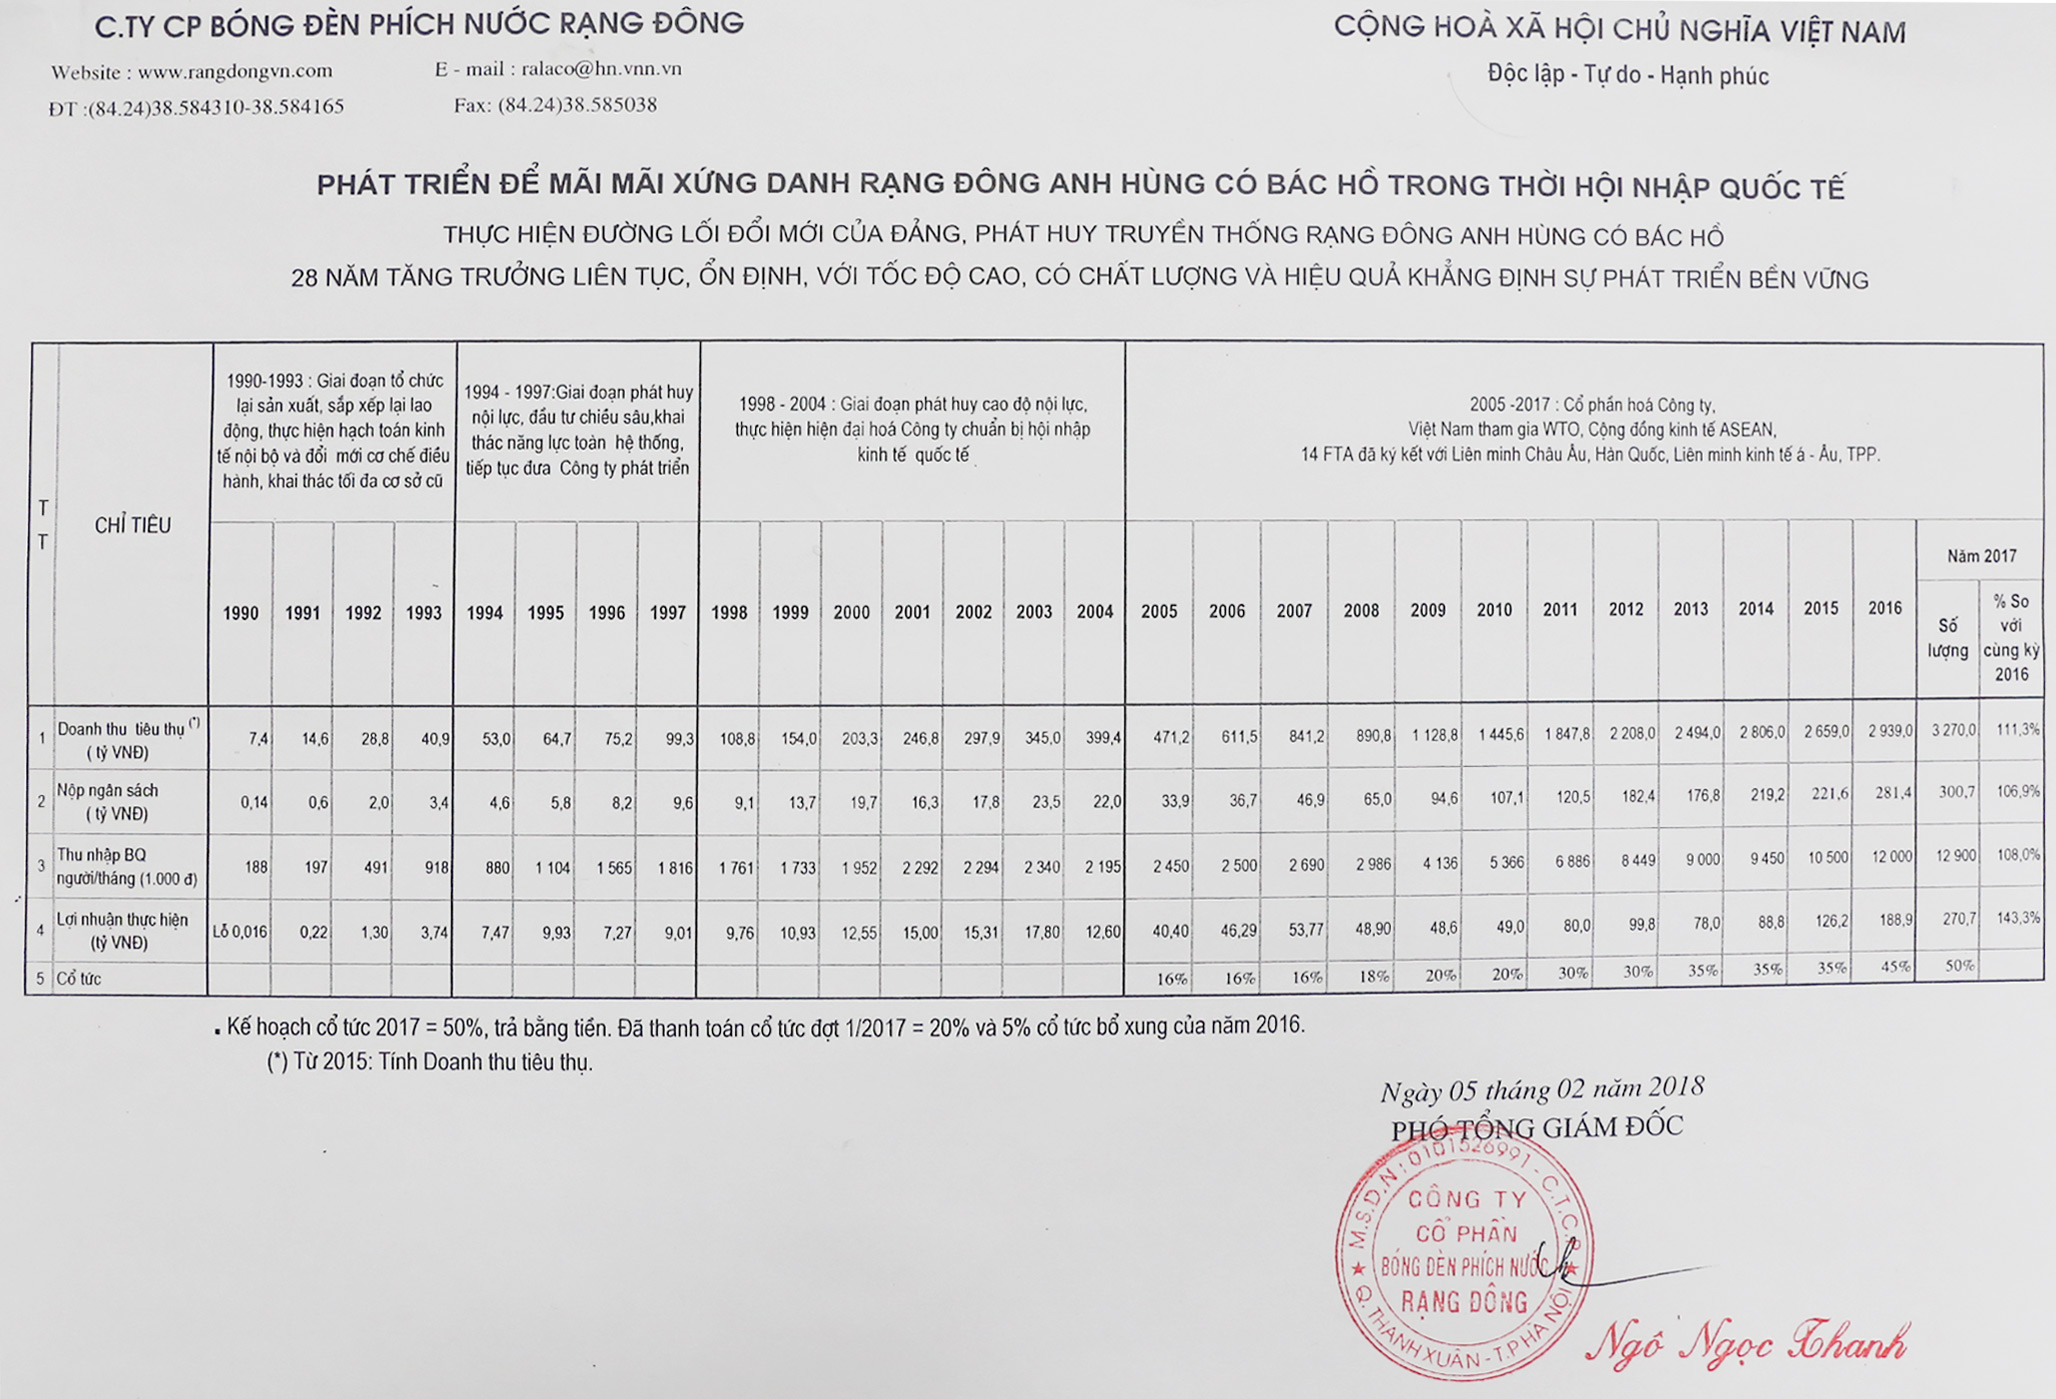 C.TY CP BÓNG ĐÈN PHÍCH NƯỚC RẠNG ĐÔNG
Website : www.rangdongvn.com E - mail : ralaco@hn.vnn.vn
ĐT :(84.24)38.584310-38.584165 Fax: (84.24)38.585038
CỘNG HOÀ XÃ HỘI CHỦ NGHĨA VIỆT NAM
Độc lập - Tự do - Hạnh phúc
PHÁT TRIỂN ĐỂ MÃI MÃI XỨNG DANH RẠNG ĐÔNG ANH HÙNG CÓ BÁC HỒ TRONG THỜI HỘI NHẬP QUỐC TẾ
THỰC HIỆN ĐƯỜNG LỐI ĐỔI MỚI CỦA ĐẢNG, PHÁT HUY TRUYỀN THỐNG RẠNG ĐÔNG ANH HÙNG CÓ BÁC HỒ
28 NĂM TĂNG TRƯỞNG LIÊN TỤC, ỔN ĐỊNH, VỚI TỐC ĐỘ CAO, CÓ CHẤT LƯỢNG VÀ HIỆU QUẢ KHẲNG ĐỊNH SỰ PHÁT TRIỂN BỀN VỮNG
T
T
CHỈ TIÊU
1990-1993 : Giai đoạn tổ chức
lại sản xuất, sắp xếp lại lao
động, thực hiện hạch toán kinh
tế nội bộ và đổi mới cơ chế điều
hành, khai thác tối đa cơ sở cũ
1994 - 1997:Giai đoạn phát huy
nội lực, đầu tư chiều sâu,khai
thác năng lực toàn hệ thống,
tiếp tục đưa Công ty phát triển
1998 - 2004 : Giai đoạn phát huy cao độ nội lực,
thực hiện hiện đại hoá Công ty chuẩn bị hội nhập
kinh tế quốc tế
2005 -2017 : Cổ phần hoá Công ty,
Việt Nam tham gia WTO, Cộng đồng kinh tế ASEAN,
14 FTA đã ký kết với Liên minh Châu Âu, Hàn Quốc, Liên minh kinh tế á - Âu, TPP.
1990 1991 1992 1993 1994 1995 1996 1997 1998 1999 2000 2001 2002 2003 2004 2005 2006 2007 2008 2009 2010 2011 2012 2013 2014 2015 2016
Năm 2017
Số
lượng
% So
với
cùng kỳ
2016
1 Doanh thu tiêu thụ (*)
( tỷ VNĐ)
7,4 14,6 28,8 40,9 53,0 64,7 75,2 99,3 108,8 154,0 203,3 246,8 297,9 345,0 399,4 471,2 611,5 841,2 890,8 1 128,8 1 445,6 1 847,8 2 208,0 2 494,0 2 806,0 2 659,0 2 939,0 3 270,0 111,3%
2 Nộp ngân sách
( tỷ VNĐ)
0,14 0,6 2,0 3,4 4,6 5,8 8,2 9,6 9,1 13,7 19,7 16,3 17,8 23,5 22,0 33,9 36,7 46,9 65,0 94,6 107,1 120,5 182,4 176,8 219,2 221,6 281,4 300,7 106,9%
3 Thu nhập BQ
người/tháng (1.000 đ)
188 197 491 918 880 1 104 1 565 1 816 1 761 1 733 1 952 2 292 2 294 2 340 2 195 2 450 2 500 2 690 2 986 4 136 5 366 6 886 8 449 9 000 9 450 10 500 12 000 12 900 108,0%
4 Lợi nhuận thực hiện
(tỷ VNĐ)
Lỗ 0,016 0,22 1,30 3,74 7,47 9,93 7,27 9,01 9,76 10,93 12,55 15,00 15,31 17,80 12,60 40,40 46,29 53,77 48,90 48,6 49,0 80,0 99,8 78,0 88,8 126,2 188,9 270,7 143,3%
5 Cổ tức 16% 16% 16% 18% 20% 20% 30% 30% 35% 35% 35% 45% 50%
. Kế hoạch cổ tức 2017 = 50%, trả bằng tiền. Đã thanh toán cổ tức đợt 1/2017 = 20% và 5% cổ tức bổ xung của năm 2016.
(*) Từ 2015: Tính Doanh thu tiêu thụ.
Ngày 05 tháng 02 năm 2018
PHÓ TỔNG GIÁM ĐỐC
M.S.D.N : 0101526991 - C.T.C.P
CÔNG TY
CỔ PHẦN
BÓNG ĐÈN PHÍCH NƯỚC
RẠNG ĐÔNG
Q. THANH XUÂN - T.P HÀ NỘI
Ngô Ngọc Thanh